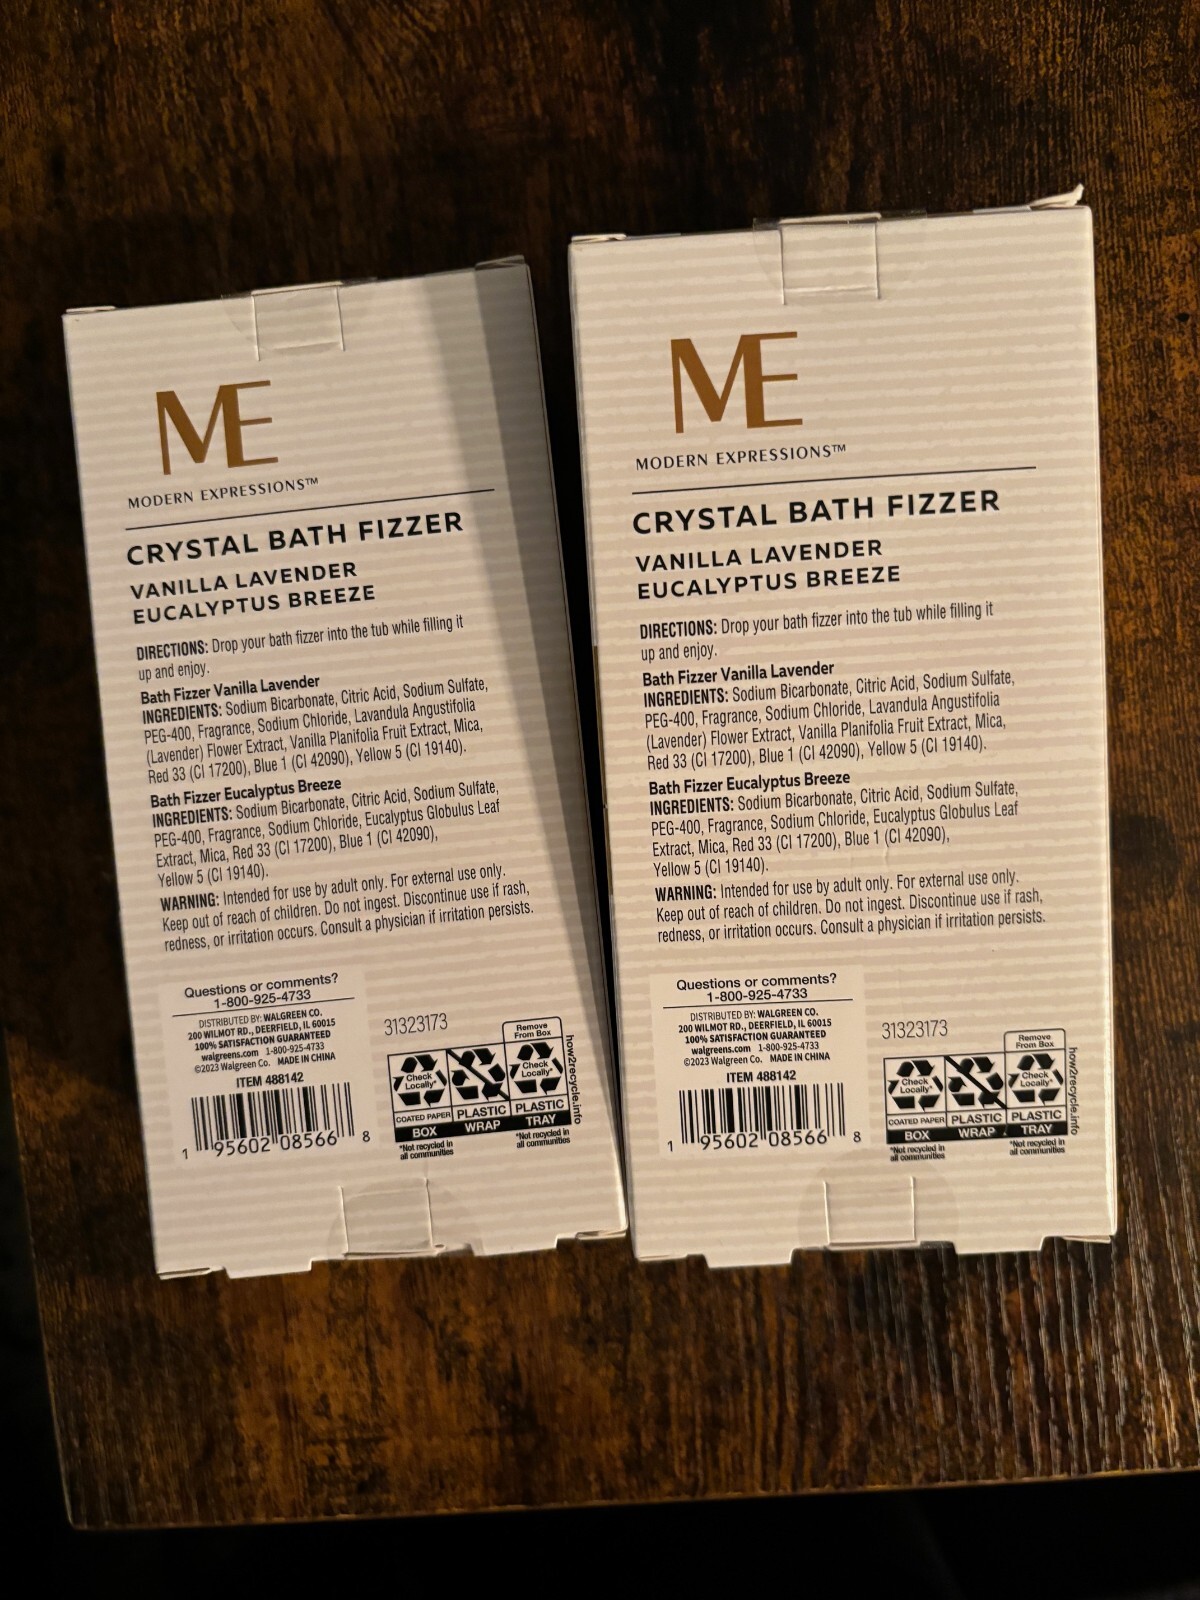 ME
MODERN EXPRESSIONS™
CRYSTAL BATH FIZZER
VANILLA LAVENDER
EUCALYPTUS BREEZE
DIRECTIONS: Drop your bath fizzer into the tub while filling it
up and enjoy.
Bath Fizzer Vanilla Lavender
INGREDIENTS: Sodium Bicarbonate, Citric Acid, Sodium Sulfate,
PEG-400, Fragrance, Sodium Chloride, Lavandula Angustifolia
(Lavender) Flower Extract, Vanilla Planifolia Fruit Extract, Mica,
Red 33 (CI 17200), Blue 1 (CI 42090), Yellow 5 (CI 19140).
Bath Fizzer Eucalyptus Breeze
INGREDIENTS: Sodium Bicarbonate, Citric Acid, Sodium Sulfate,
PEG-400, Fragrance, Sodium Chloride, Eucalyptus Globulus Leaf
Extract, Mica, Red 33 (CI 17200), Blue 1 (CI 42090),
Yellow 5 (CI 19140).
WARNING: Intended for use by adult only. For external use only.
Keep out of reach of children. Do not ingest. Discontinue use if rash,
redness, or irritation occurs. Consult a physician if irritation persists.
Questions or comments?
1-800-925-4733
DISTRIBUTED BY: WALGREEN CO.
200 WILMOT RD., DEERFIELD, IL 60015
100% SATISFACTION GUARANTEED
walgreens.com 1-800-925-4733
©2023 Walgreen Co. MADE IN CHINA
ITEM 488142
1 95602 08566 8
31323173
Remove
From Box
Check
Locally*
Check
Locally*
COATED PAPER PLASTIC PLASTIC
BOX WRAP TRAY
*Not recycled in
all communities
*Not recycled in
all communities
how2recycle.info
ME
MODERN EXPRESSIONS™
CRYSTAL BATH FIZZER
VANILLA LAVENDER
EUCALYPTUS BREEZE
DIRECTIONS: Drop your bath fizzer into the tub while filling it
up and enjoy.
Bath Fizzer Vanilla Lavender
INGREDIENTS: Sodium Bicarbonate, Citric Acid, Sodium Sulfate,
PEG-400, Fragrance, Sodium Chloride, Lavandula Angustifolia
(Lavender) Flower Extract, Vanilla Planifolia Fruit Extract, Mica,
Red 33 (CI 17200), Blue 1 (CI 42090), Yellow 5 (CI 19140).
Bath Fizzer Eucalyptus Breeze
INGREDIENTS: Sodium Bicarbonate, Citric Acid, Sodium Sulfate,
PEG-400, Fragrance, Sodium Chloride, Eucalyptus Globulus Leaf
Extract, Mica, Red 33 (CI 17200), Blue 1 (CI 42090),
Yellow 5 (CI 19140).
WARNING: Intended for use by adult only. For external use only.
Keep out of reach of children. Do not ingest. Discontinue use if rash,
redness, or irritation occurs. Consult a physician if irritation persists.
Questions or comments?
1-800-925-4733
DISTRIBUTED BY: WALGREEN CO.
200 WILMOT RD., DEERFIELD, IL 60015
100% SATISFACTION GUARANTEED
walgreens.com 1-800-925-4733
©2023 Walgreen Co. MADE IN CHINA
ITEM 488142
1 95602 08566 8
31323173
Remove
From Box
Check
Locally*
Check
Locally*
COATED PAPER PLASTIC PLASTIC
BOX WRAP TRAY
*Not recycled in
all communities
*Not recycled in
all communities
how2recycle.info